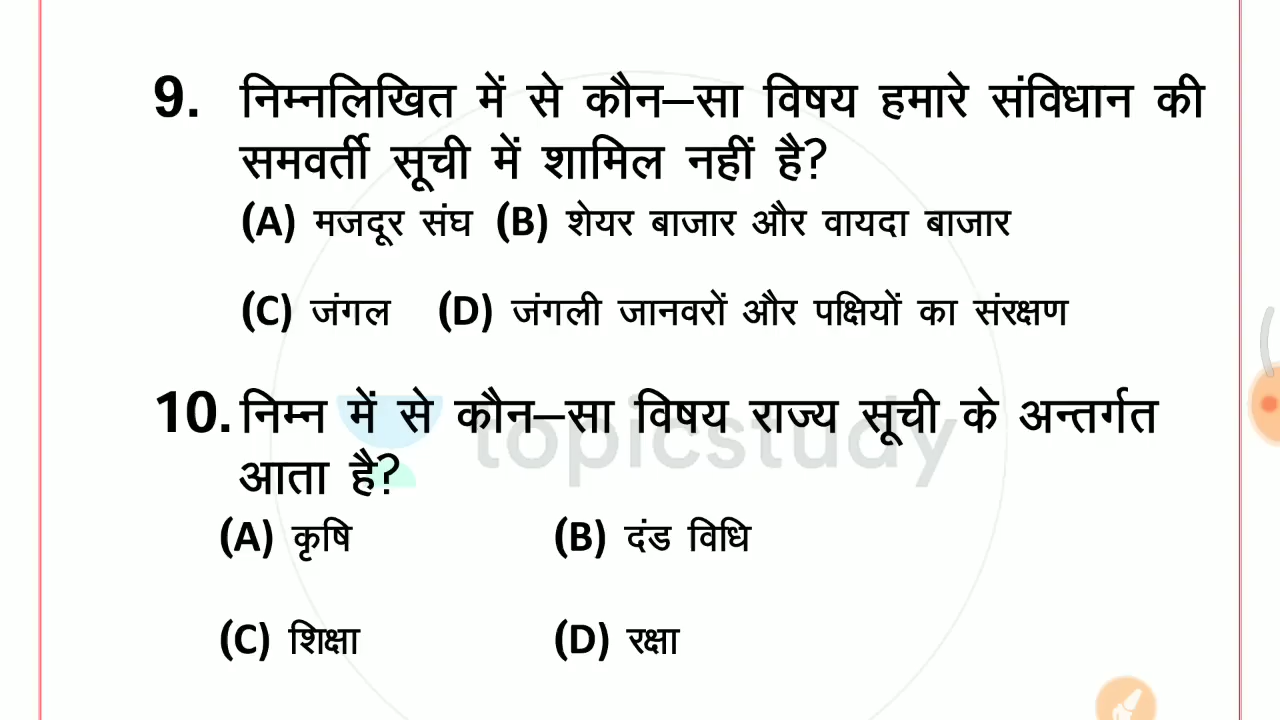 9. निम्नलिखित में से कौन–सा विषय हमारे संविधान की
समवर्ती सूची में शामिल नहीं है?
(A) मजदूर संघ (B) शेयर बाजार और वायदा बाजार
(C) जंगल (D) जंगली जानवरों और पक्षियों का संरक्षण
topicstudy
10. निम्न में से कौन–सा विषय राज्य सूची के अन्तर्गत
आता है?
(A) कृषि (B) दंड विधि
(C) शिक्षा (D) रक्षा